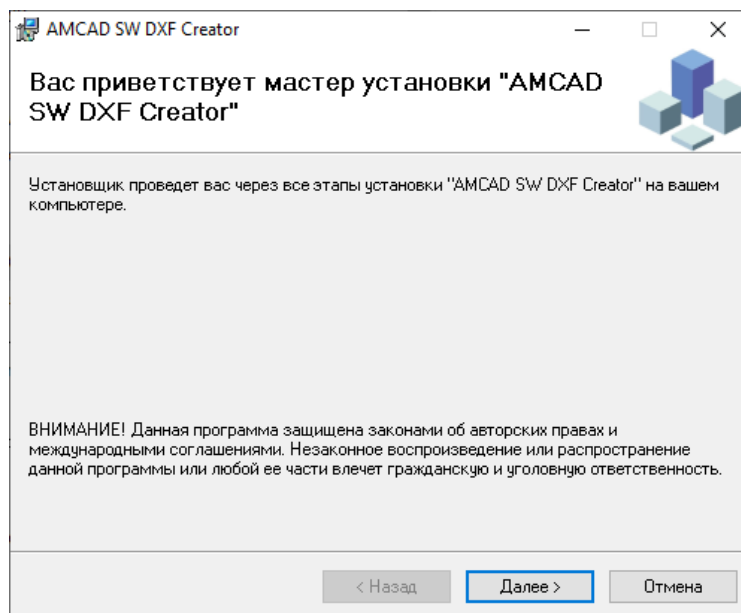 AMCAD SW DXF Creator
Вас приветствует мастер установки "AMCAD
SW DXF Creator"
Установщик проведет вас через все этапы установки "AMCAD SW DXF Creator" на вашем
компьютере.
ВНИМАНИЕ! Данная программа защищена законами об авторских правах и
международными соглашениями. Незаконное воспроизведение или распространение
данной программы или любой ее части влечет гражданскую и уголовную ответственность.
< Назад
Далее >
Отмена